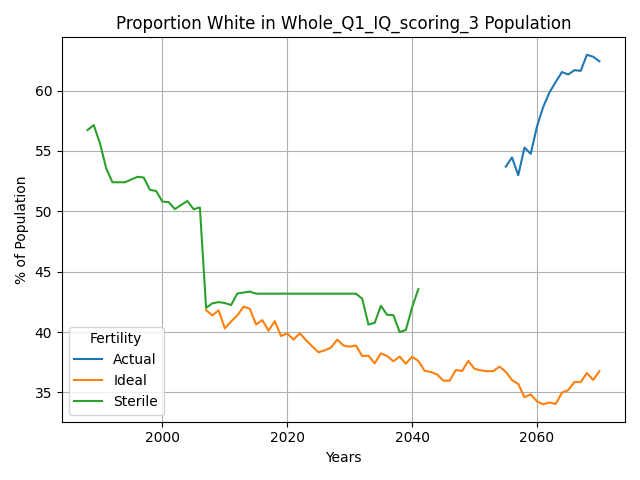 Proportion White in Whole_Q1_IQ_scoring_3 Population
% of Population
60
55
50
45
40
35
Fertility
Actual
Ideal
Sterile
2000
2020
2040
2060
Years